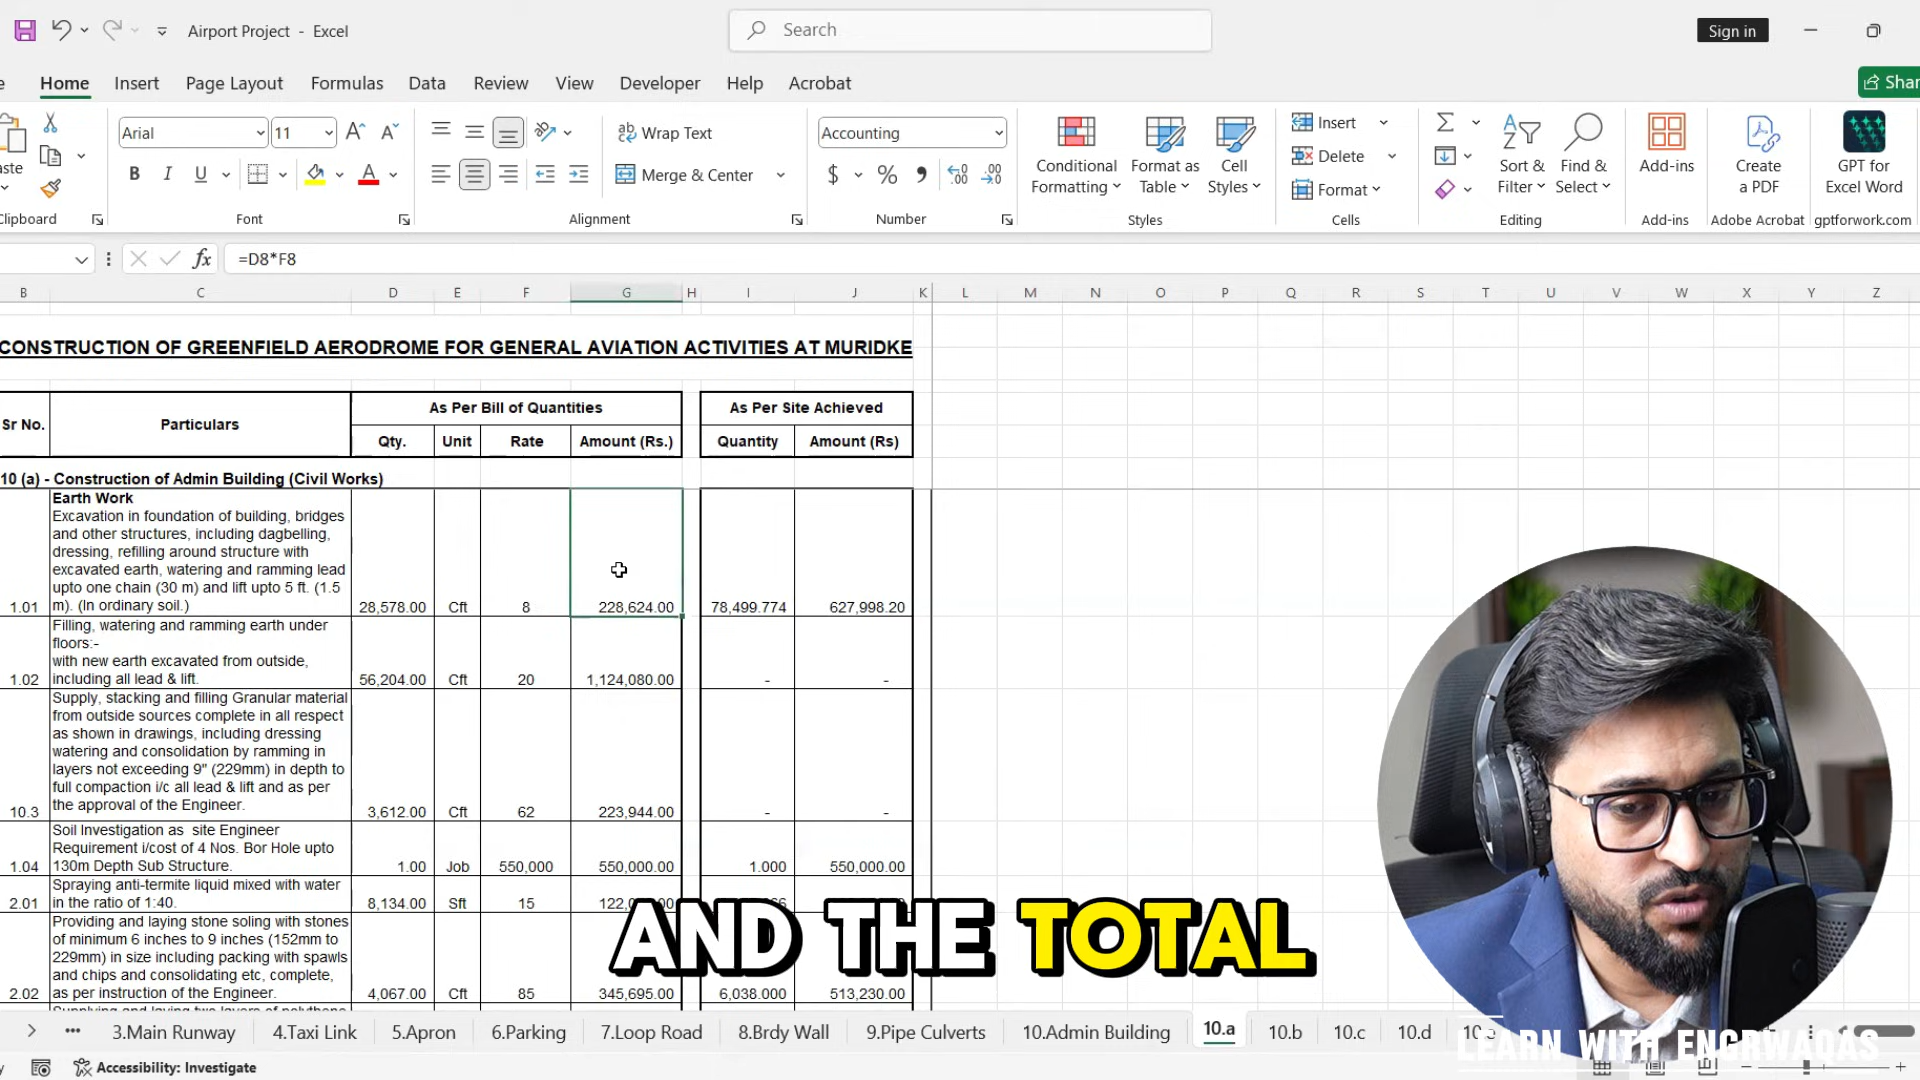 Airport Project - Excel
Search
Sign in
Home Insert Page Layout Formulas Data Review View Developer Help Acrobat
Arial 11
Wrap Text
Accounting
Merge & Center
Conditional Formatting
Format as Table
Cell Styles
Insert
Delete
Format
Sort & Filter
Find & Select
Add-ins
Create a PDF
GPT for Excel Word
Font
Alignment
Number
Styles
Cells
Editing
Add-ins
Adobe Acrobat
gptforwork.com
=D8*F8
B C D E F G H I J K L M N O P Q R S T U V W X Y Z
CONSTRUCTION OF GREENFIELD AERODROME FOR GENERAL AVIATION ACTIVITIES AT MURIDKE
Sr No. Particulars As Per Bill of Quantities As Per Site Achieved
Qty. Unit Rate Amount (Rs.) Quantity Amount (Rs)
10 (a) - Construction of Admin Building (Civil Works)
Earth Work
Excavation in foundation of building, bridges
and other structures, including dagbelling,
dressing, refilling around structure with
excavated earth, watering and ramming lead
upto one chain (30 m) and lift upto 5 ft. (1.5
1.01 m). (In ordinary soil.) 28,578.00 Cft 8 228,624.00 78,499.774 627,998.20
Filling, watering and ramming earth under
floors:-
with new earth excavated from outside,
1.02 including all lead & lift. 56,204.00 Cft 20 1,124,080.00 - -
Supply, stacking and filling Granular material
from outside sources complete in all respect
as shown in drawings, including dressing
watering and consolidation by ramming in
layers not exceeding 9" (229mm) in depth to
full compaction i/c all lead & lift and as per
10.3 the approval of the Engineer. 3,612.00 Cft 62 223,944.00 - -
Soil Investigation as site Engineer
Requirement i/cost of 4 Nos. Bor Hole upto
1.04 130m Depth Sub Structure. 1.00 Job 550,000 550,000.00 1.000 550,000.00
Spraying anti-termite liquid mixed with water
2.01 in the ratio of 1:40. 8,134.00 Sft 15
Providing and laying stone soling with stones
of minimum 6 inches to 9 inches (152mm to
229mm) in size including packing with spawls
and chips and consolidating etc, complete,
2.02 as per instruction of the Engineer. 4,067.00 Cft 85 345,695.00 6,038.000 513,230.00
AND THE TOTAL
3.Main Runway 4.Taxi Link 5.Apron 6.Parking 7.Loop Road 8.Brdy Wall 9.Pipe Culverts 10.Admin Building 10.a 10.b 10.c 10.d
LEARN WITH ENGRWAQAS
Accessibility: Investigate